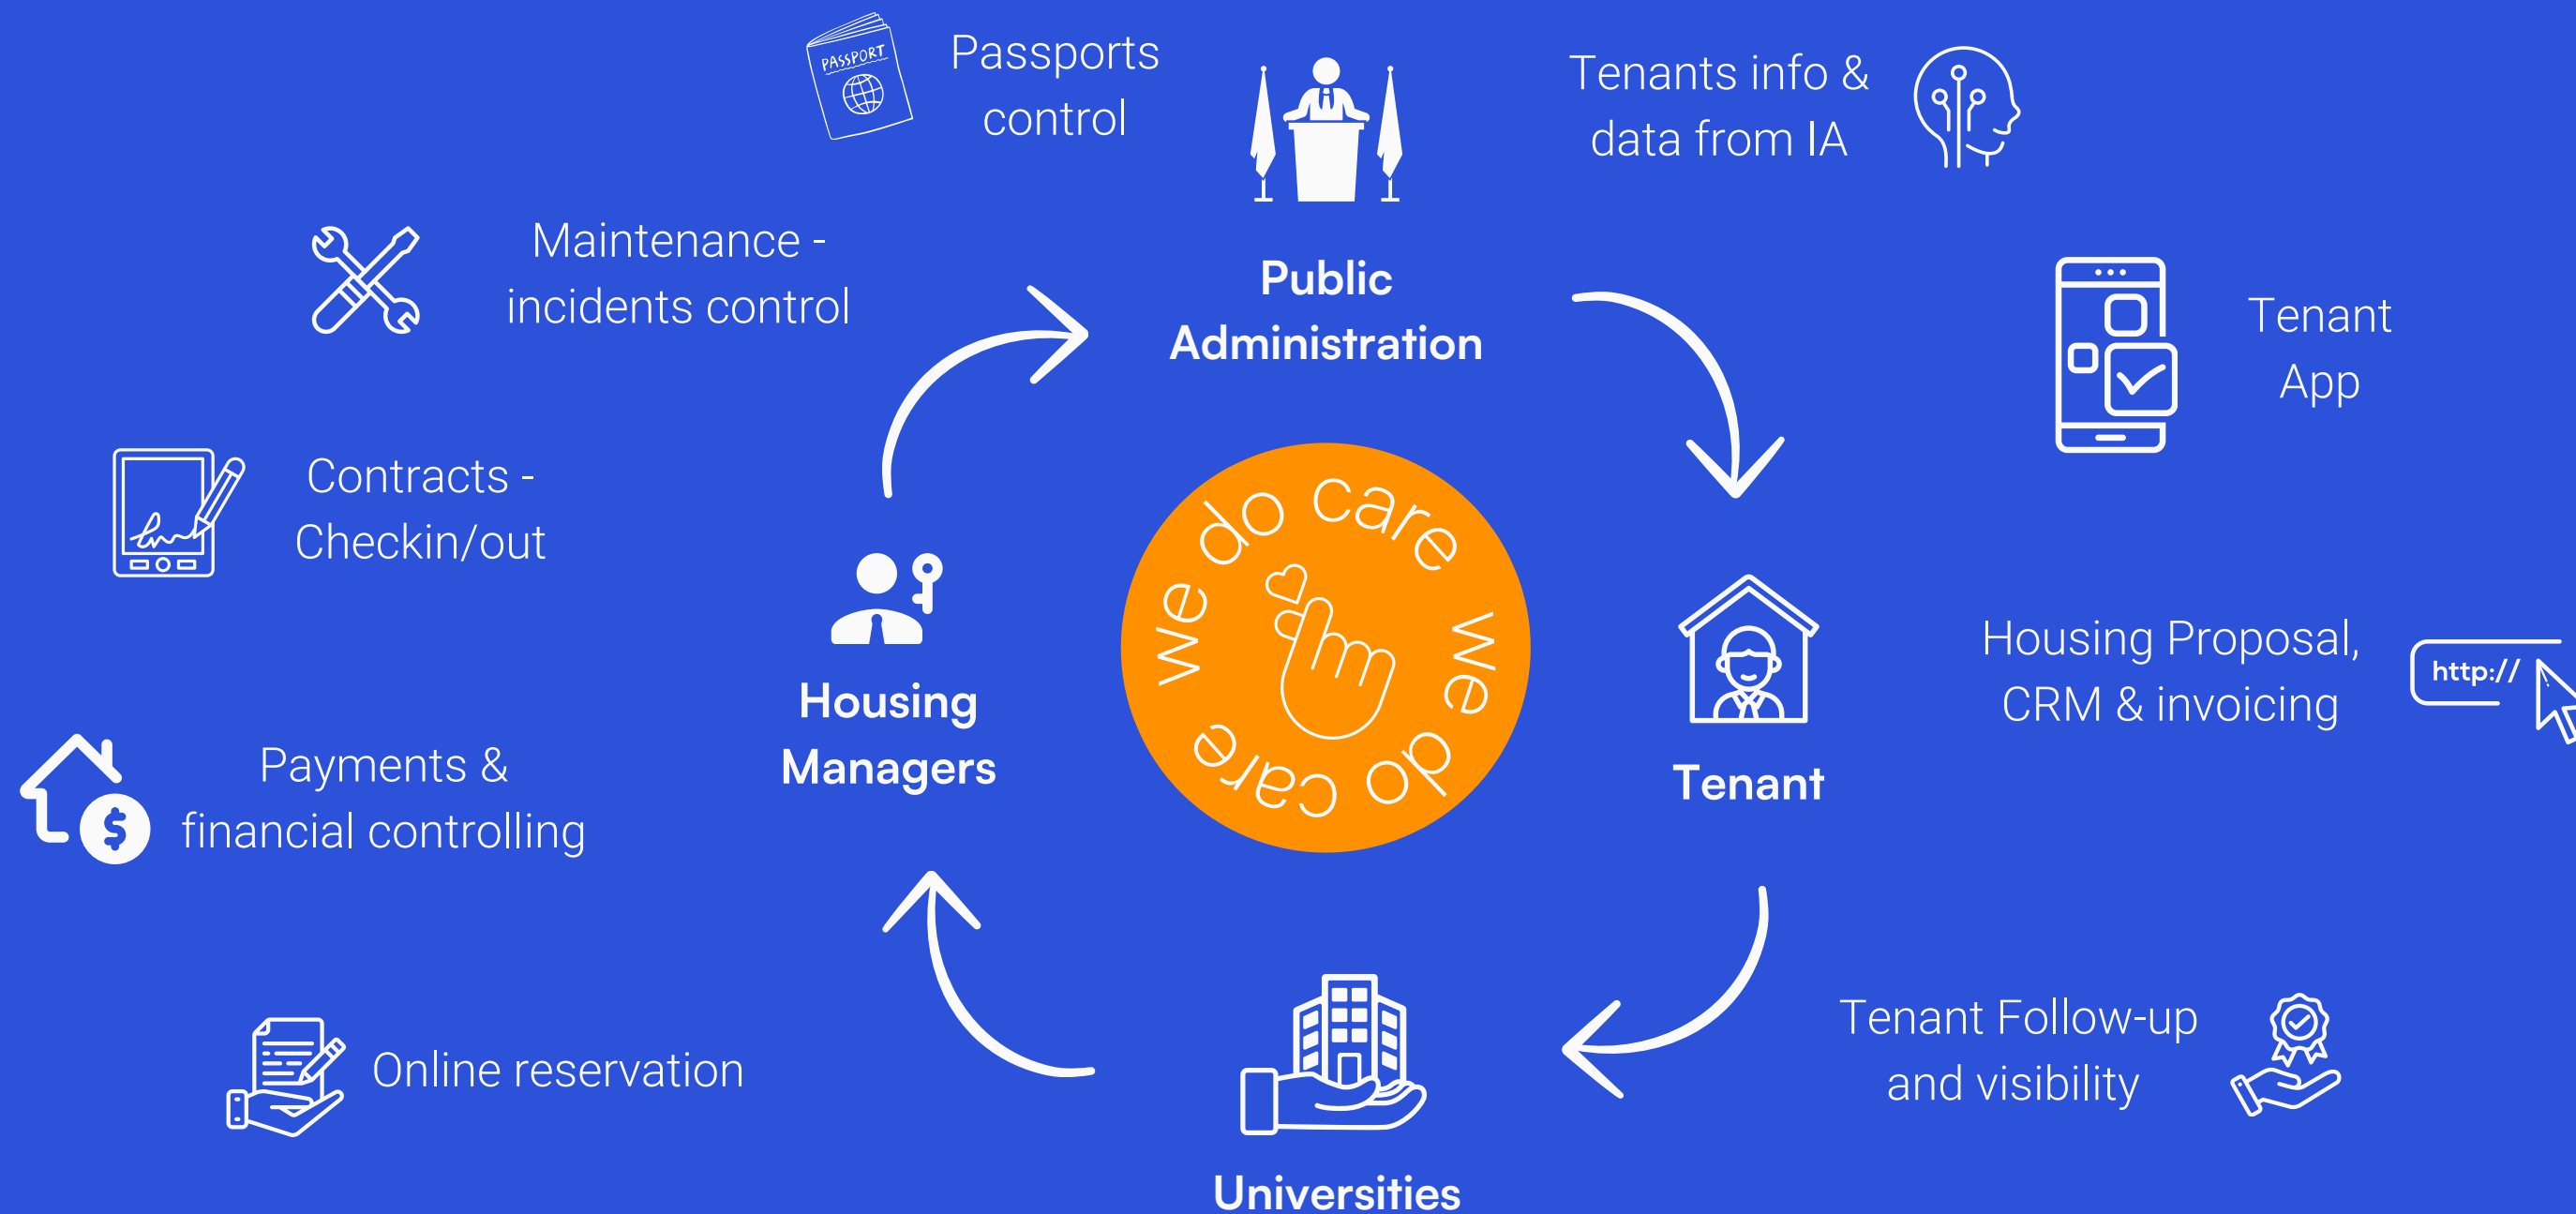 PASSPORT
Passports
control
Tenants info &
data from IA
Maintenance -
incidents control
Public
Administration
Tenant
App
Contracts -
Checkin/out
we do care we do care
Housing
Managers
Tenant
Housing Proposal,
CRM & invoicing
http://
Payments &
financial controlling
$
Online reservation
Tenant Follow-up
and visibility
Universities